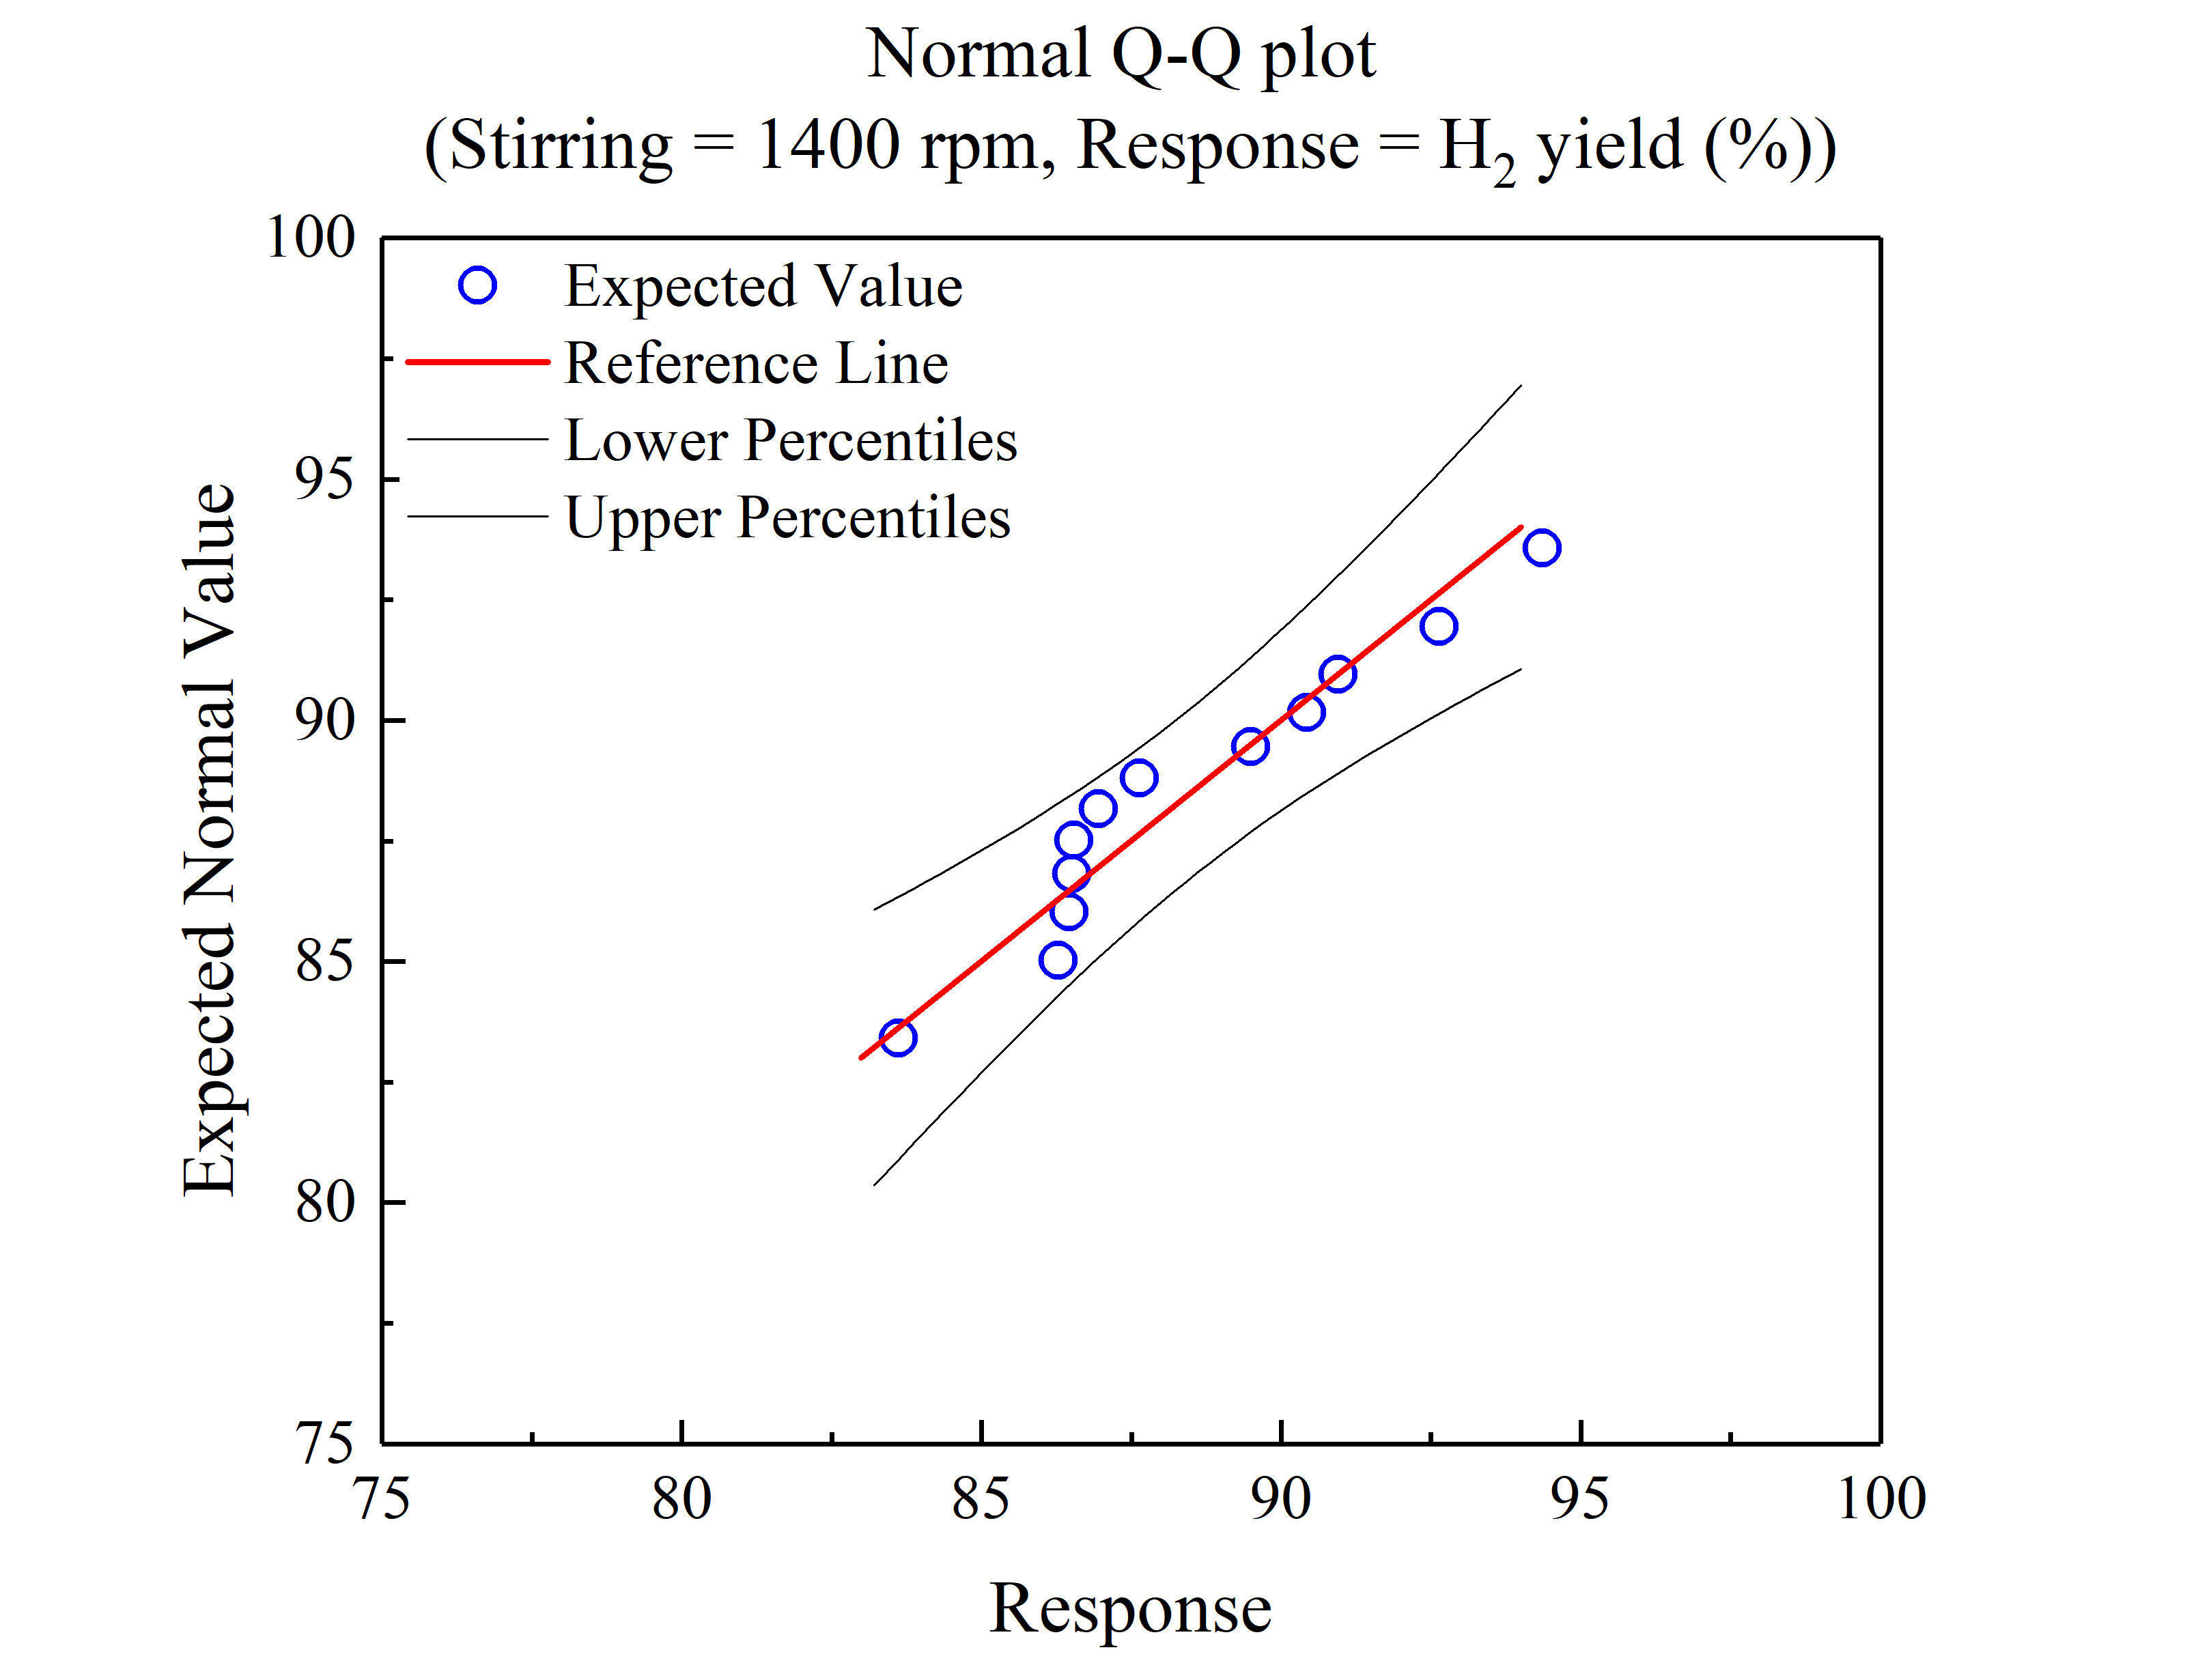 Normal Q-Q plot
(Stirring = 1400 rpm, Response = H₂ yield (%))
100
95
90
85
80
75
Expected Value
Reference Line
Lower Percentiles
Upper Percentiles
Expected Normal Value
75 80 85 90 95 100
Response